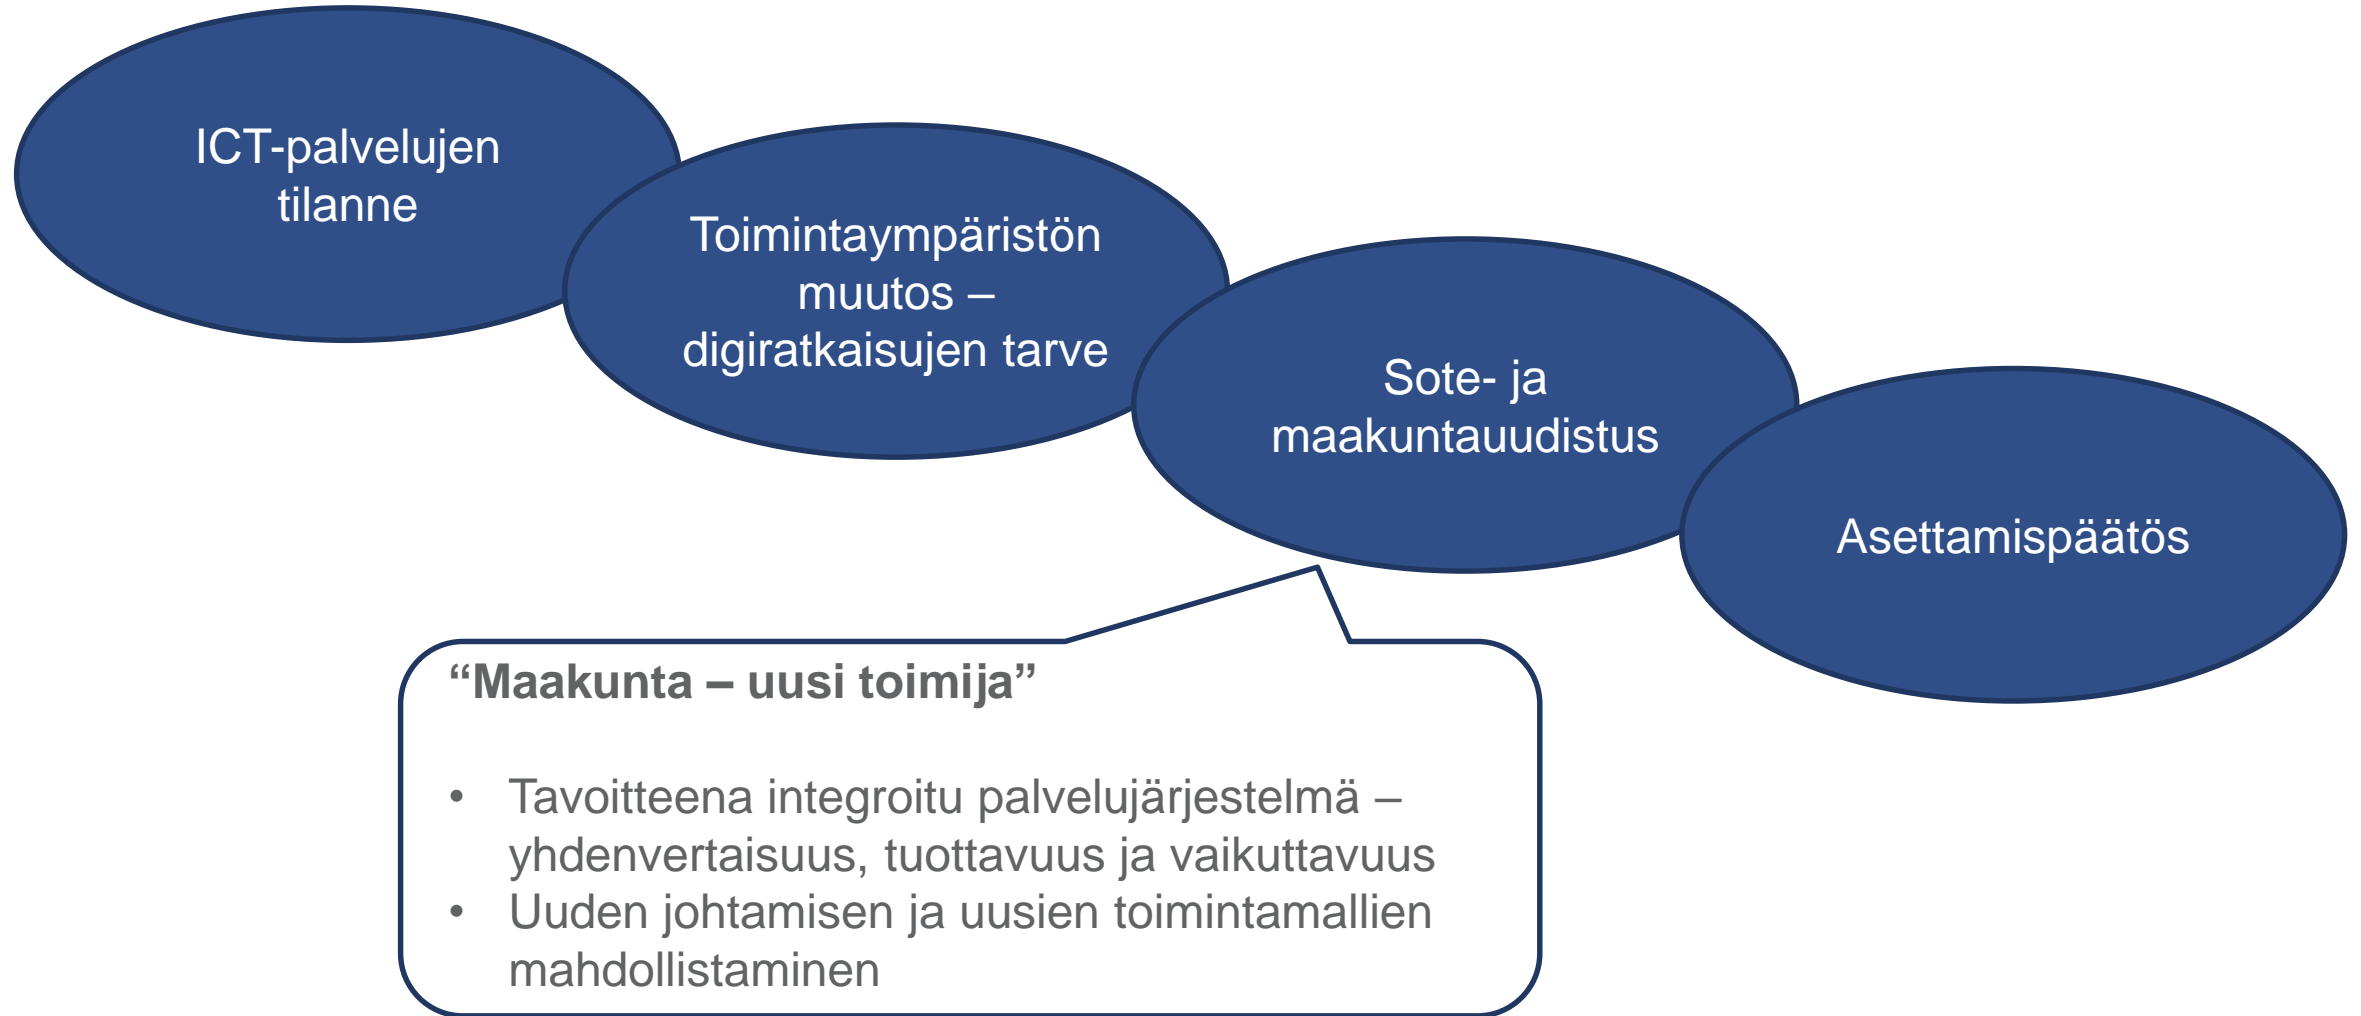 ICT-palvelujen
tilanne
Toimintaympäristön
muutos –
digiratkaisujen tarve
Sote- ja
maakuntauudistus
Asettamispäätös
“Maakunta – uusi toimija”
• Tavoitteena integroitu palvelujärjestelmä –
yhdenvertaisuus, tuottavuus ja vaikuttavuus
• Uuden johtamisen ja uusien toimintamallien
mahdollistaminen